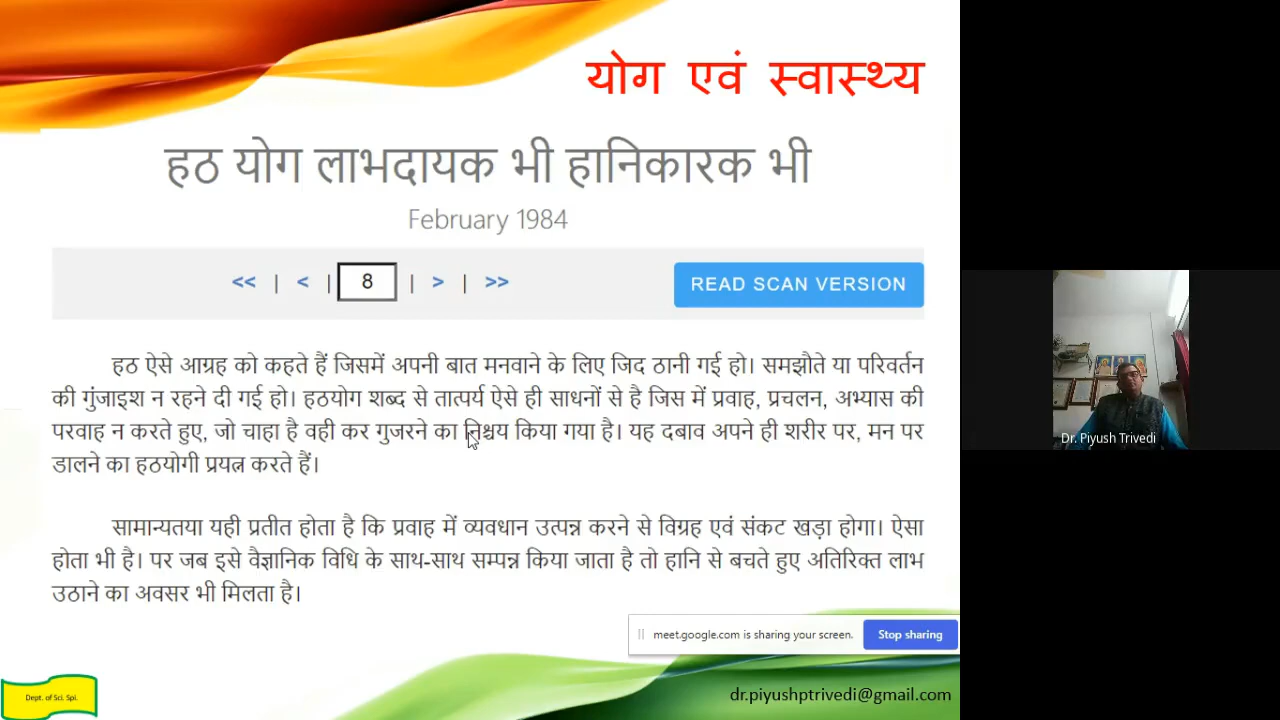 योग एवं स्वास्थ्य
हठ योग लाभदायक भी हानिकारक भी
February 1984
<< | < | 8 | > | >>
READ SCAN VERSION
हठ ऐसे आग्रह को कहते हैं जिसमें अपनी बात मनवाने के लिए जिद ठानी गई हो। समझौते या परिवर्तन
की गुंजाइश न रहने दी गई हो। हठयोग शब्द से तात्पर्य ऐसे ही साधनों से है जिस में प्रवाह, प्रचलन, अभ्यास की
परवाह न करते हुए, जो चाहा है वही कर गुजरने का निश्चय किया गया है। यह दबाव अपने ही शरीर पर, मन पर
डालने का हठयोगी प्रयत्न करते हैं।
सामान्यतया यही प्रतीत होता है कि प्रवाह में व्यवधान उत्पन्न करने से विग्रह एवं संकट खड़ा होगा। ऐसा
होता भी है। पर जब इसे वैज्ञानिक विधि के साथ-साथ सम्पन्न किया जाता है तो हानि से बचते हुए अतिरिक्त लाभ
उठाने का अवसर भी मिलता है।
meet.google.com is sharing your screen.
Stop sharing
Dept. of Sci. Spi.
dr.piyushptrivedi@gmail.com
Dr. Piyush Trivedi